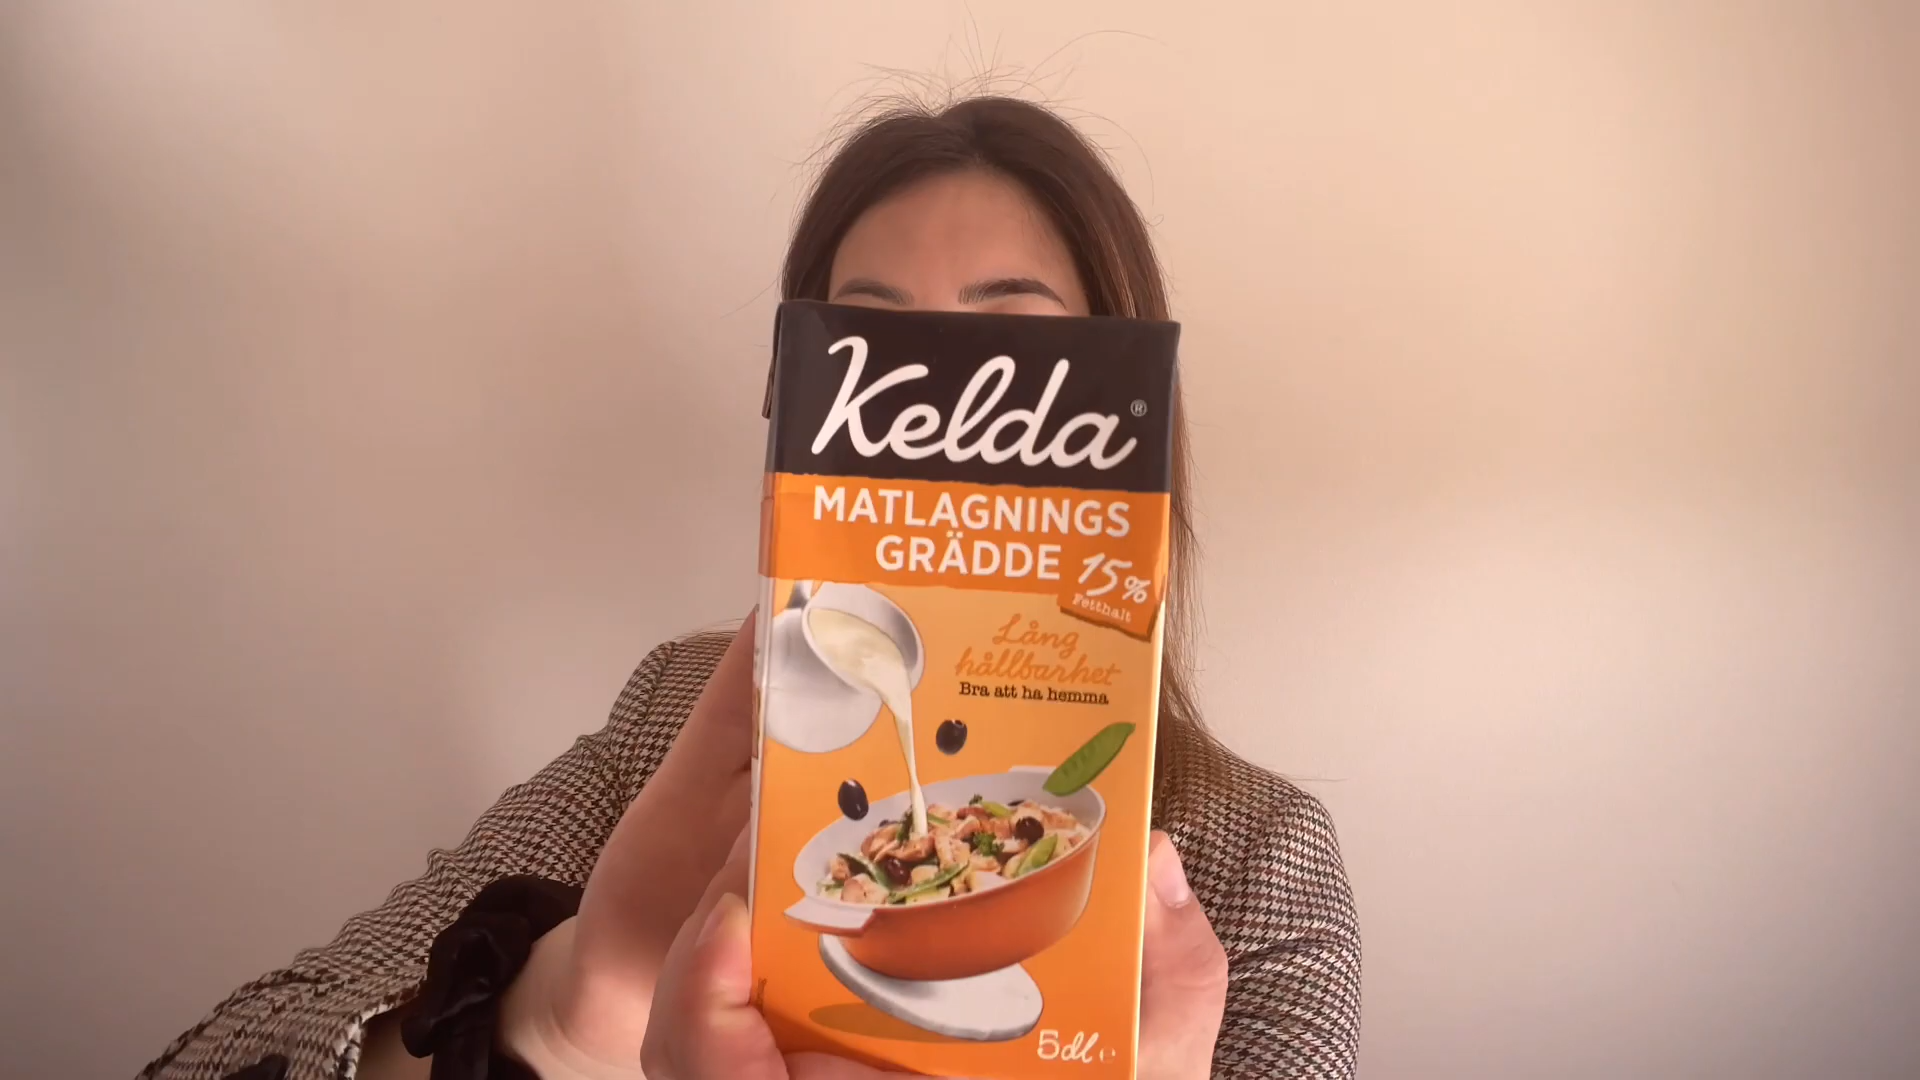 Kelda®
MATLAGNINGS
GRÄDDE 15%
Fetthalt
Lång
hållbarhet
Bra att ha hemma
5dl e